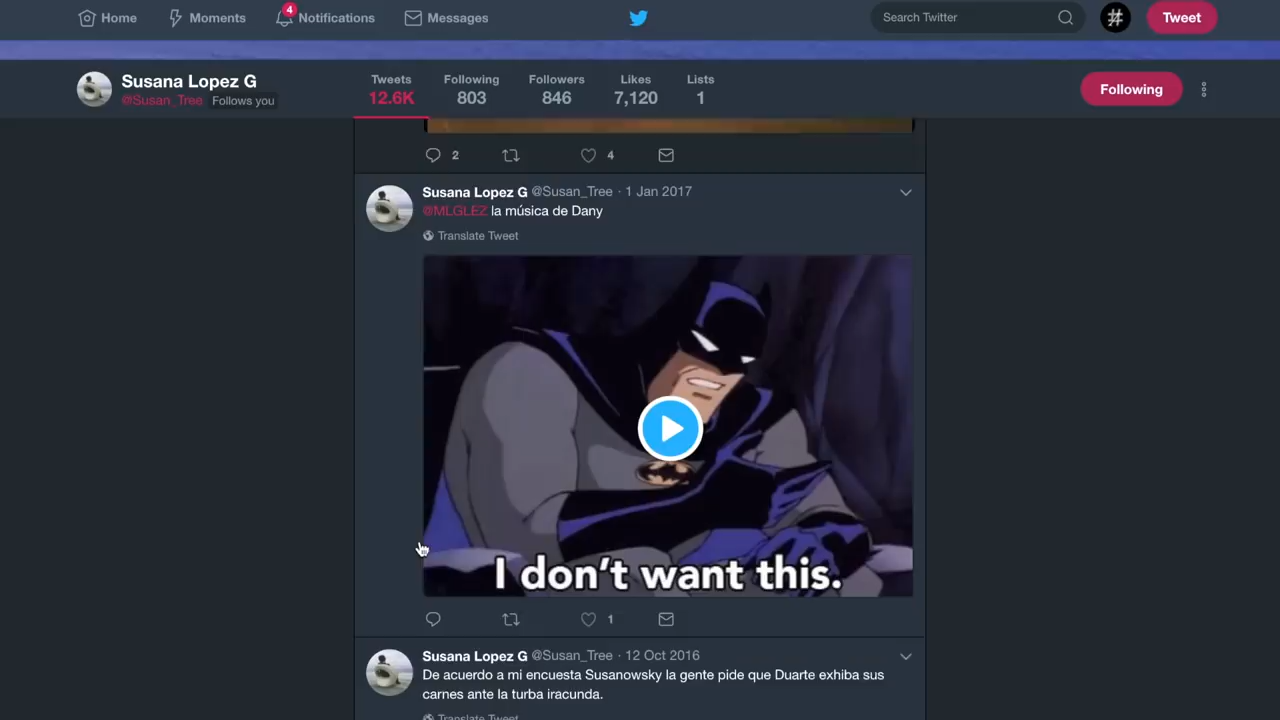 Home Moments 4 Notifications Messages Search Twitter Tweet
Susana Lopez G
@Susan_Tree Follows you
Tweets Following Followers Likes Lists
12.6K 803 846 7,120 1
Following
2 4
Susana Lopez G @Susan_Tree · 1 Jan 2017
@MLGLEZ la música de Dany
Translate Tweet
I don't want this.
1
Susana Lopez G @Susan_Tree · 12 Oct 2016
De acuerdo a mi encuesta Susanowsky la gente pide que Duarte exhiba sus
carnes ante la turba iracunda.
Translate Tweet